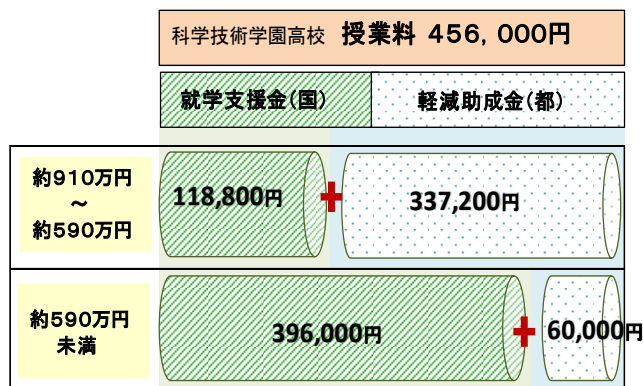 科学技術学園高校 授業料 456,000円
就学支援金(国) 軽減助成金(都)
約910万円
～
約590万円
118,800円 + 337,200円
約590万円
未満
396,000円 + 60,000円